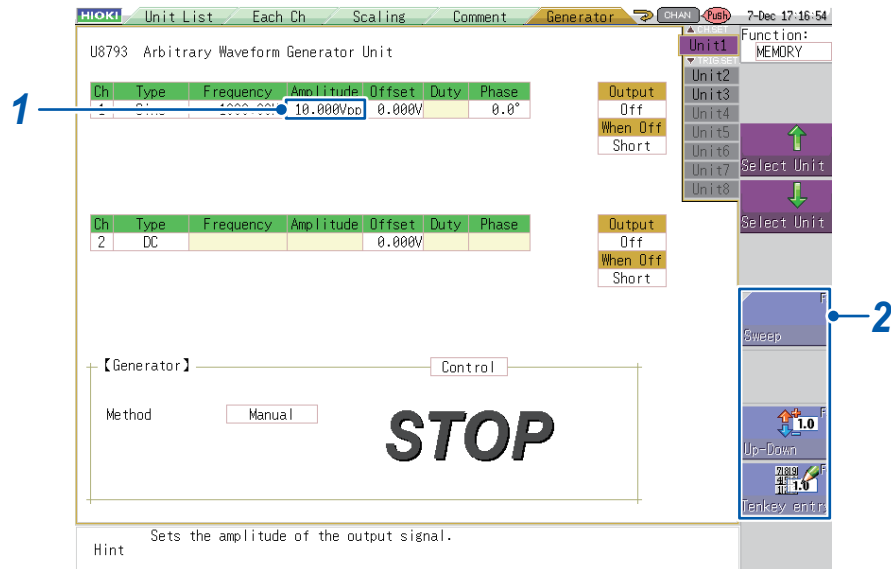 HIOKI Unit List Each Ch Scaling Comment Generator CHAN Push 7-Dec 17:16:54
U8793 Arbitrary Waveform Generator Unit
CH.SET
Unit1
TRIG.SET
Unit2
Unit3
Unit4
Unit5
Unit6
Unit7
Unit8
Function:
MEMORY
Select Unit
Select Unit
1
Ch Type Frequency Amplitude Offset Duty Phase
1 10.000Vpp 0.000V 0.0°
Output
Off
When Off
Short
Ch Type Frequency Amplitude Offset Duty Phase
2 DC 0.000V
Output
Off
When Off
Short
F
Sweep
2
【Generator】 Control
Method Manual STOP
F
1.0
Up-Down
F
1.0
Tenkey entr
Hint Sets the amplitude of the output signal.